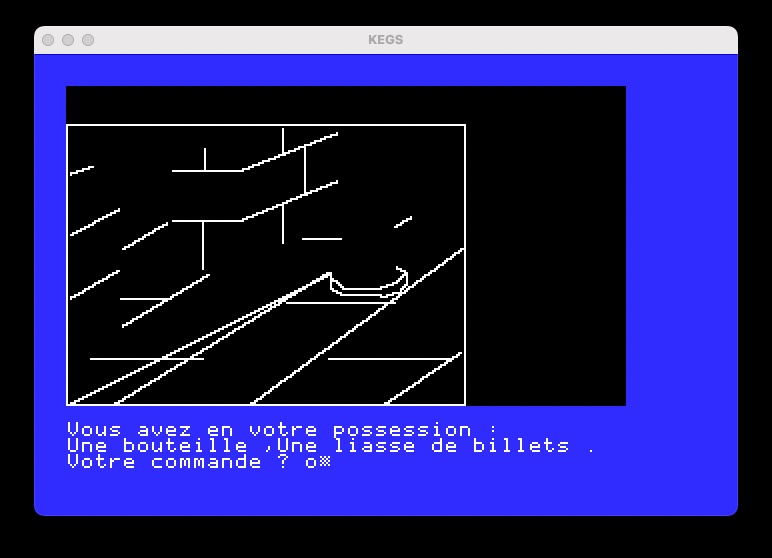 KEGS
Vous avez en votre possession :
Une bouteille ,Une liasse de billets .
Votre commande ? o